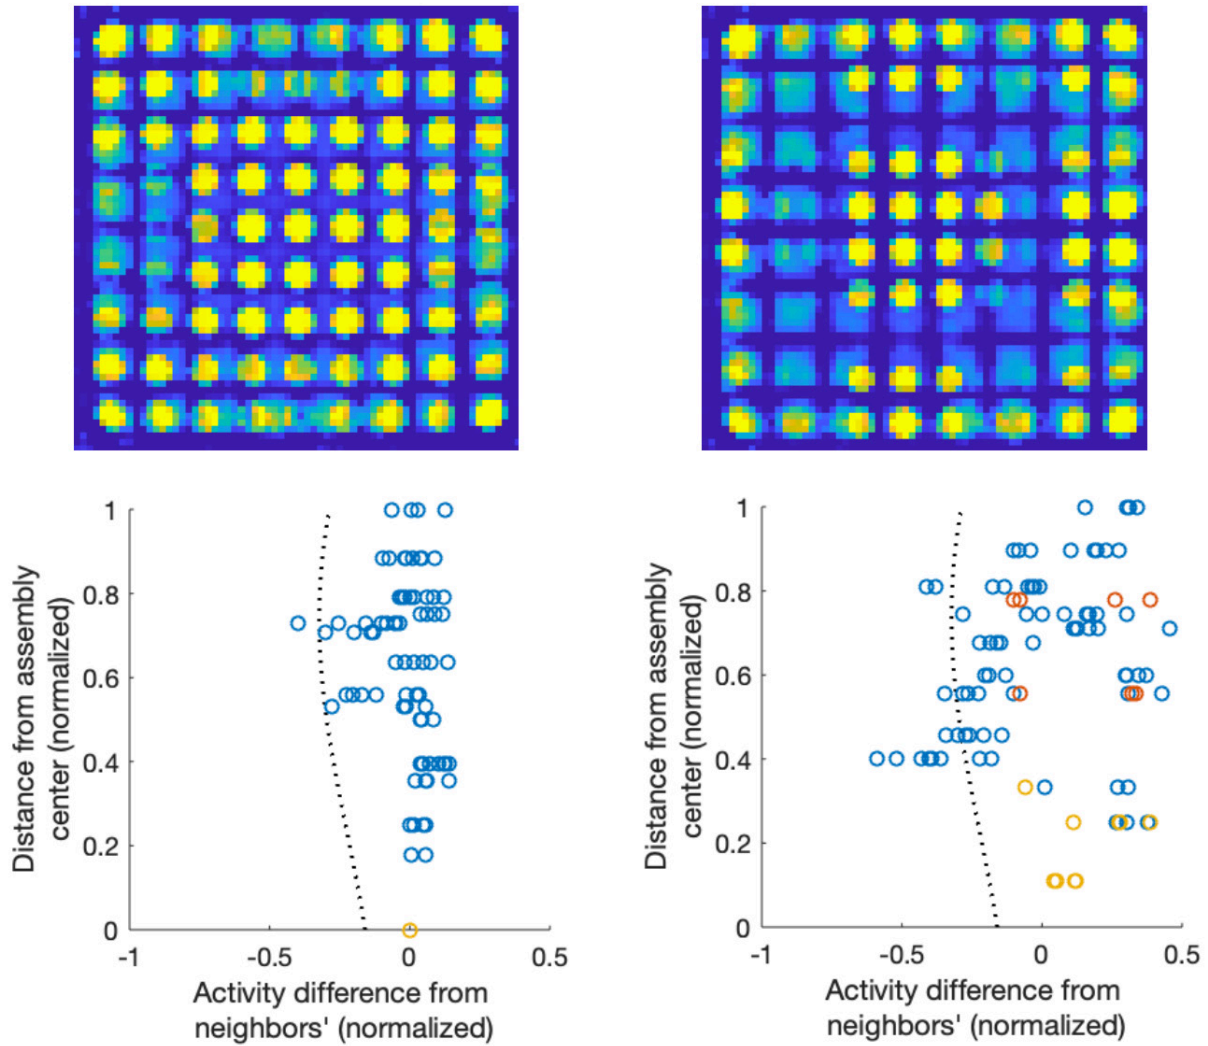 1
0.8
0.6
0.4
0.2
0
-1
-0.5
0
0.5
Distance from assembly
center (normalized)
Activity difference from
neighbors' (normalized)
1
0.8
0.6
0.4
0.2
0
-1
-0.5
0
0.5
Distance from assembly
center (normalized)
Activity difference from
neighbors' (normalized)